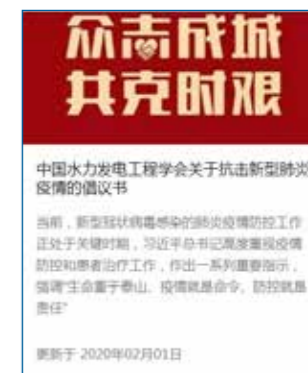 众志成城
共克时艰
中国水力发电工程学会关于抗击新型肺炎
疫情的倡议书
当前，新型冠状病毒感染的肺炎疫情防控工作
正处于关键时期，习近平总书记高度重视疫情
防控和患者治疗工作，作出一系列重要指示，
强调"生命重于泰山、疫情就是命令、防控就是
责任"
更新于 2020年02月01日